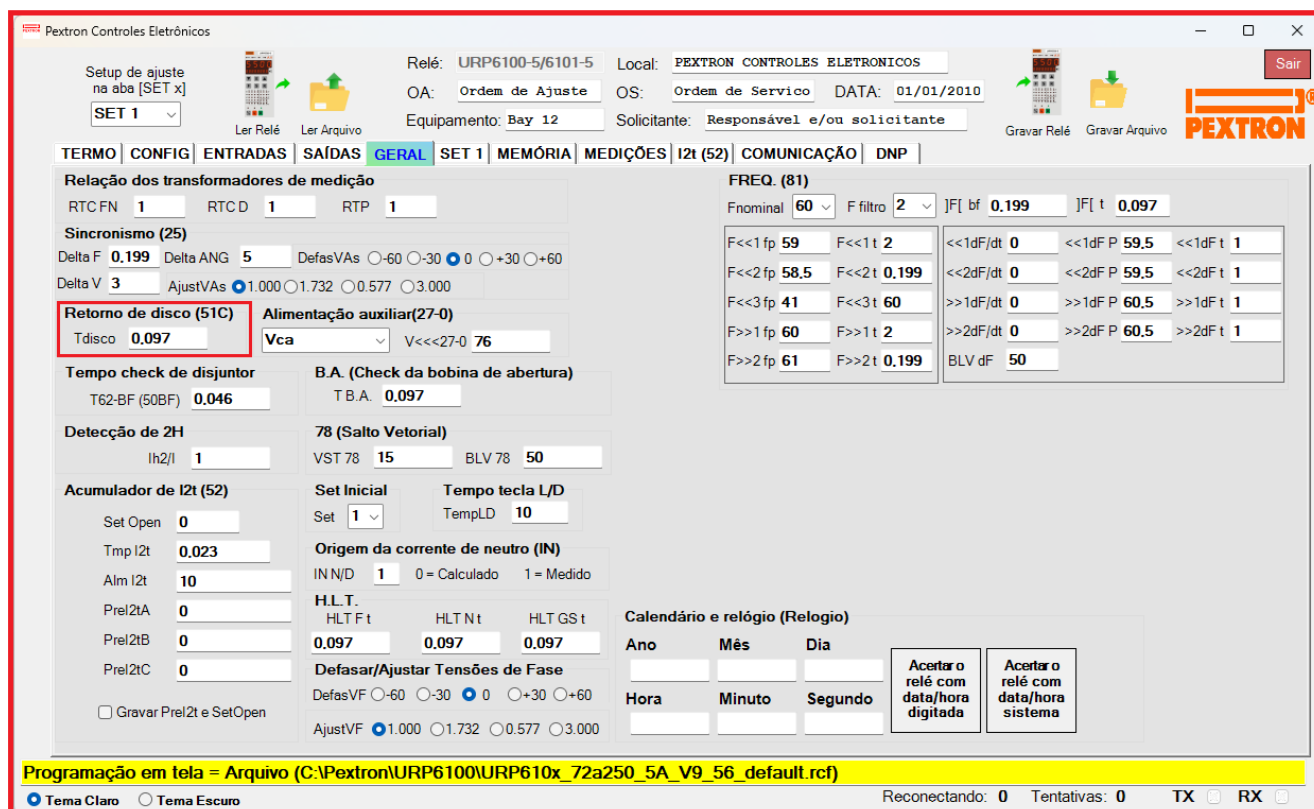 Pextron Controles Eletrônicos
Setup de ajuste
na aba [SET x]
SET 1
Ler Relé
Ler Arquivo
Relé: URP6100-5/6101-5 Local: PEXTRON CONTROLES ELETRONICOS
OA: Ordem de Ajuste OS: Ordem de Servico DATA: 01/01/2010
Equipamento: Bay 12 Solicitante: Responsável e/ou solicitante
Gravar Relé
Gravar Arquivo
Sair
PEXTRON
TERMO CONFIG ENTRADAS SAÍDAS GERAL SET 1 MEMÓRIA MEDIÇÕES I2t (52) COMUNICAÇÃO DNP
Relação dos transformadores de medição
RTC FN 1 RTC D 1 RTP 1
Sincronismo (25)
Delta F 0,199 Delta ANG 5 DefasVAs -60 -30 0 +30 +60
Delta V 3 AjustVAs 1.000 1.732 0.577 3.000
Retorno de disco (51C)
Tdisco 0,097
Alimentação auxiliar(27-0)
Vca V<<<27-0 76
Tempo check de disjuntor
T62-BF (50BF) 0,046
B.A. (Check da bobina de abertura)
T B.A. 0,097
Detecção de 2H
Ih2/I 1
78 (Salto Vetorial)
VST 78 15 BLV 78 50
Acumulador de I2t (52)
Set Open 0
Tmp I2t 0,023
Alm I2t 10
PreI2tA 0
PreI2tB 0
PreI2tC 0
Gravar PreI2t e SetOpen
Set Inicial
Set 1
Tempo tecla L/D
TempLD 10
Origem da corrente de neutro (IN)
IN N/D 1 0 = Calculado 1 = Medido
H.L.T.
HLT F t HLT N t HLT GS t
0,097 0,097 0,097
Defasar/Ajustar Tensões de Fase
DefasVF -60 -30 0 +30 +60
AjustVF 1.000 1.732 0.577 3.000
FREQ. (81)
Fnominal 60 F filtro 2 ]F[ bf 0,199 ]F[ t 0,097
F<<1 fp 59 F<<1 t 2 <<1dF/dt 0 <<1dF P 59,5 <<1dF t 1
F<<2 fp 58,5 F<<2 t 0,199 <<2dF/dt 0 <<2dF P 59,5 <<2dF t 1
F<<3 fp 41 F<<3 t 60 >>1dF/dt 0 >>1dF P 60,5 >>1dF t 1
F>>1 fp 60 F>>1 t 2 >>2dF/dt 0 >>2dF P 60,5 >>2dF t 1
F>>2 fp 61 F>>2 t 0,199 BLV dF 50
Calendário e relógio (Relogio)
Ano Mês Dia
Hora Minuto Segundo
Acertar o
relé com
data/hora
digitada
Acertar o
relé com
data/hora
sistema
Programação em tela = Arquivo (C:\Pextron\URP6100\URP610x_72a250_5A_V9_56_default.rcf)
Tema Claro Tema Escuro Reconectando: 0 Tentativas: 0 TX RX